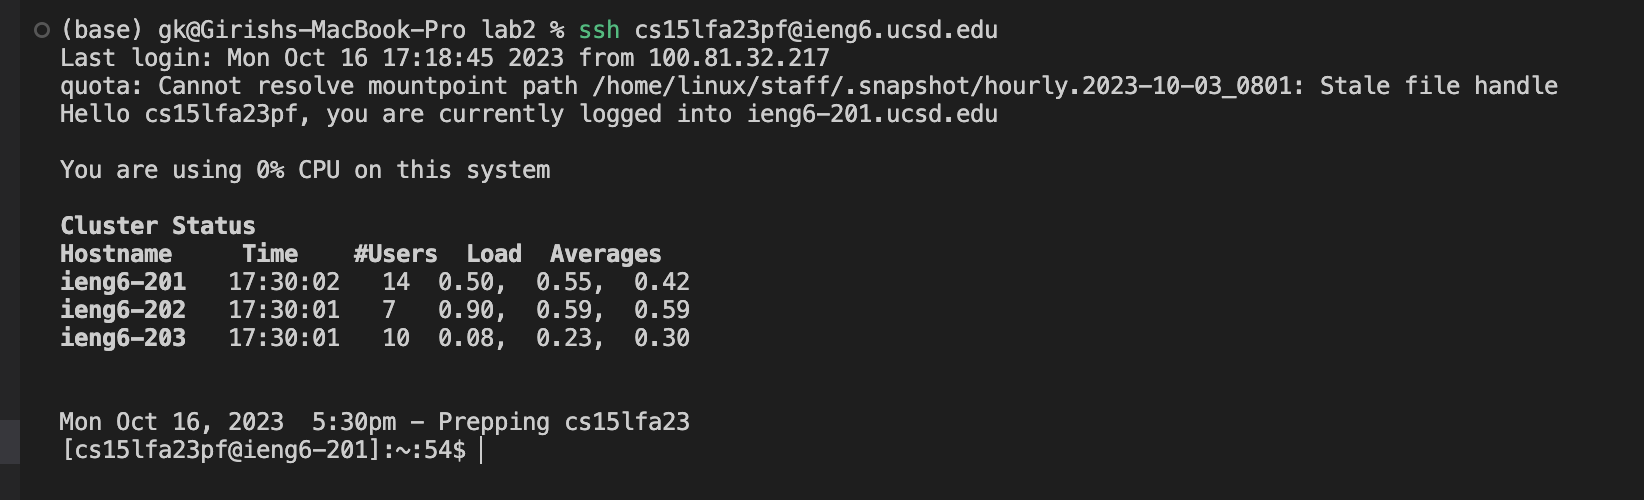 (base) gk@Girishs-MacBook-Pro lab2 % ssh cs15lfa23pf@ieng6.ucsd.edu
Last login: Mon Oct 16 17:18:45 2023 from 100.81.32.217
quota: Cannot resolve mountpoint path /home/linux/staff/.snapshot/hourly.2023-10-03_0801: Stale file handle
Hello cs15lfa23pf, you are currently logged into ieng6-201.ucsd.edu
You are using 0% CPU on this system
Cluster Status
Hostname     Time    #Users  Load  Averages
ieng6-201   17:30:02   14  0.50,  0.55,  0.42
ieng6-202   17:30:01   7   0.90,  0.59,  0.59
ieng6-203   17:30:01   10  0.08,  0.23,  0.30
Mon Oct 16, 2023  5:30pm - Prepping cs15lfa23
[cs15lfa23pf@ieng6-201]:~:54$